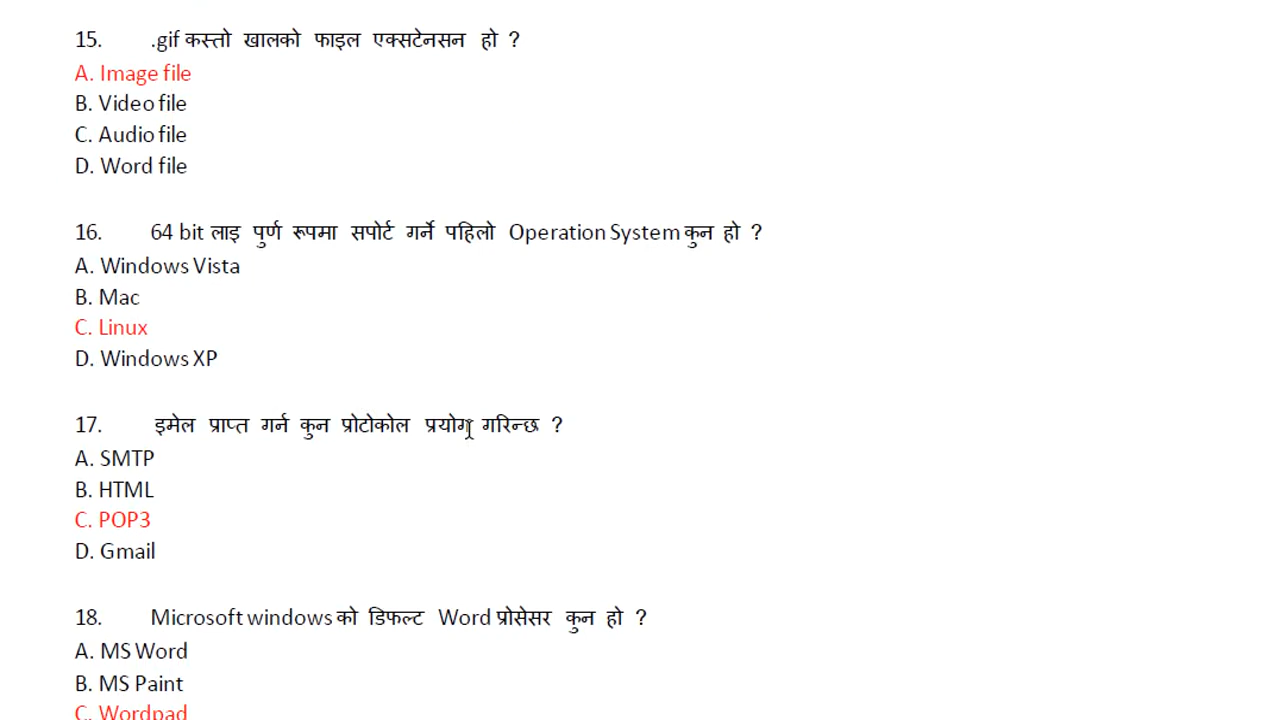 15. .gif कस्तो खालको फाइल एक्सटेनसन हो ?
A. Image file
B. Video file
C. Audio file
D. Word file
16. 64 bit लाइ पुर्ण रूपमा सपोर्ट गर्ने पहिलो Operation System कुन हो ?
A. Windows Vista
B. Mac
C. Linux
D. Windows XP
17. इमेल प्राप्त गर्न कुन प्रोटोकोल प्रयोग गरिन्छ ?
A. SMTP
B. HTML
C. POP3
D. Gmail
18. Microsoft windows को डिफल्ट Word प्रोसेसर कुन हो ?
A. MS Word
B. MS Paint
C. Wordpad